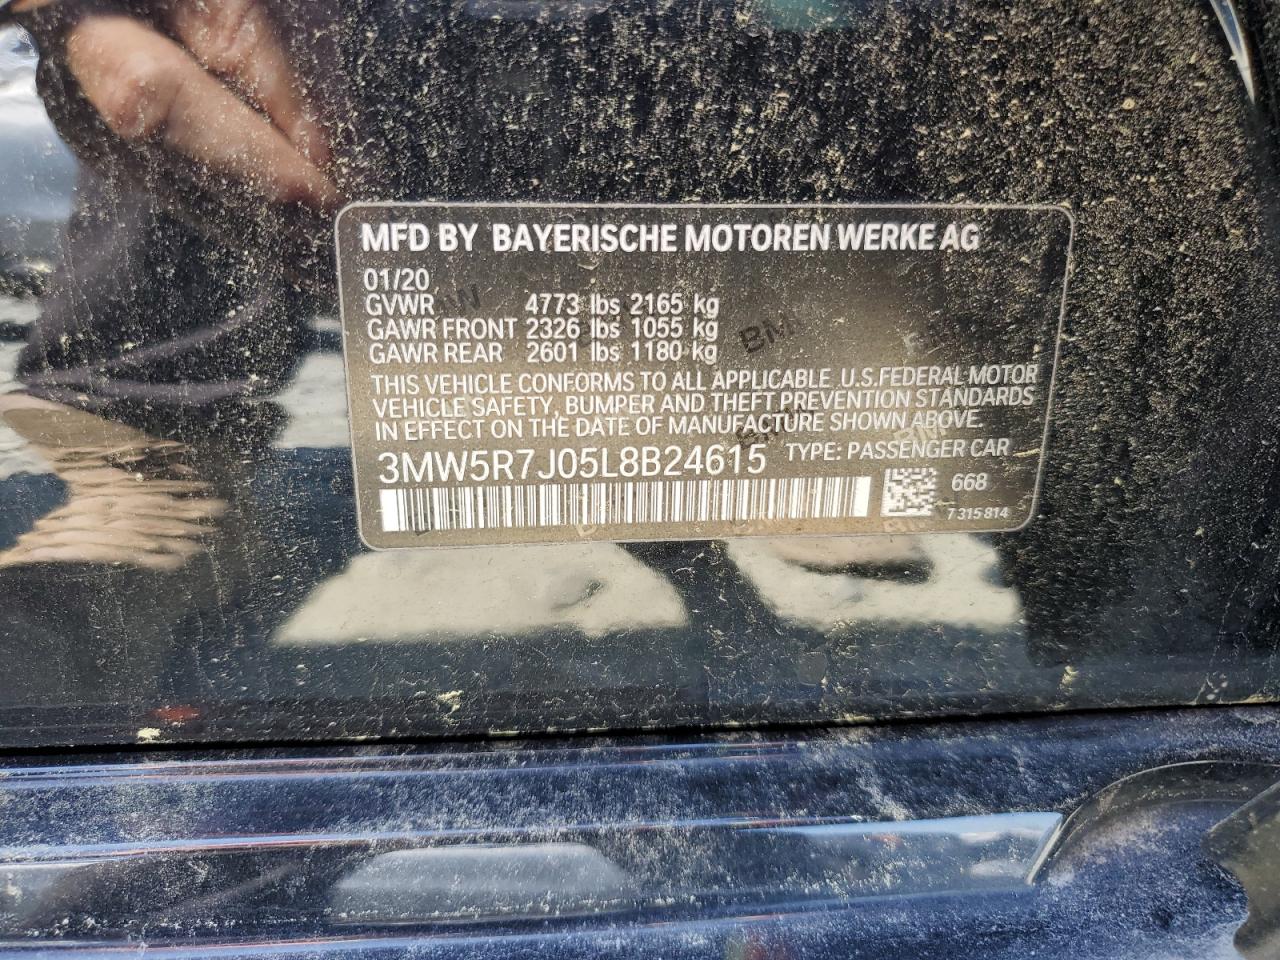 MFD BY BAYERISCHE MOTOREN WERKE AG
01/20
GVWR 4773 lbs 2165 kg
GAWR FRONT 2326 lbs 1055 kg
GAWR REAR 2601 lbs 1180 kg
THIS VEHICLE CONFORMS TO ALL APPLICABLE U.S.FEDERAL MOTOR
VEHICLE SAFETY, BUMPER AND THEFT PREVENTION STANDARDS
IN EFFECT ON THE DATE OF MANUFACTURE SHOWN ABOVE.
3MW5R7J05L8B24615 TYPE: PASSENGER CAR
668
7 315 814